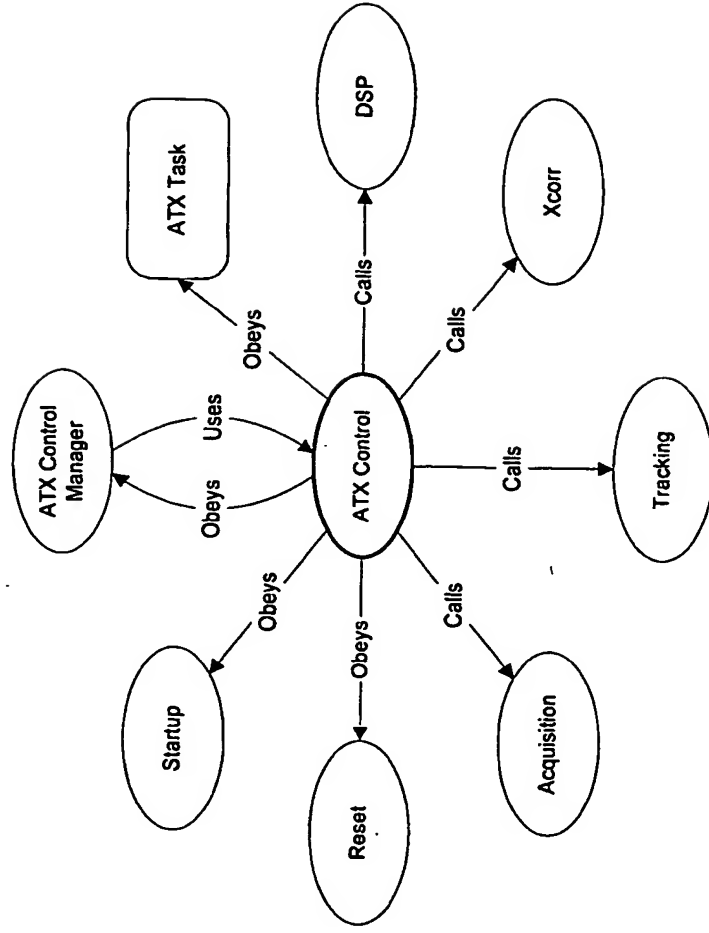 ATX Control
Manager
Startup
ATX Task
Obeys
Uses
Obeys
Obeys
Reset
Obeys
ATX Control
Calls
DSP
Calls
Calls
Calls
Acquisition
Xcorr
Tracking